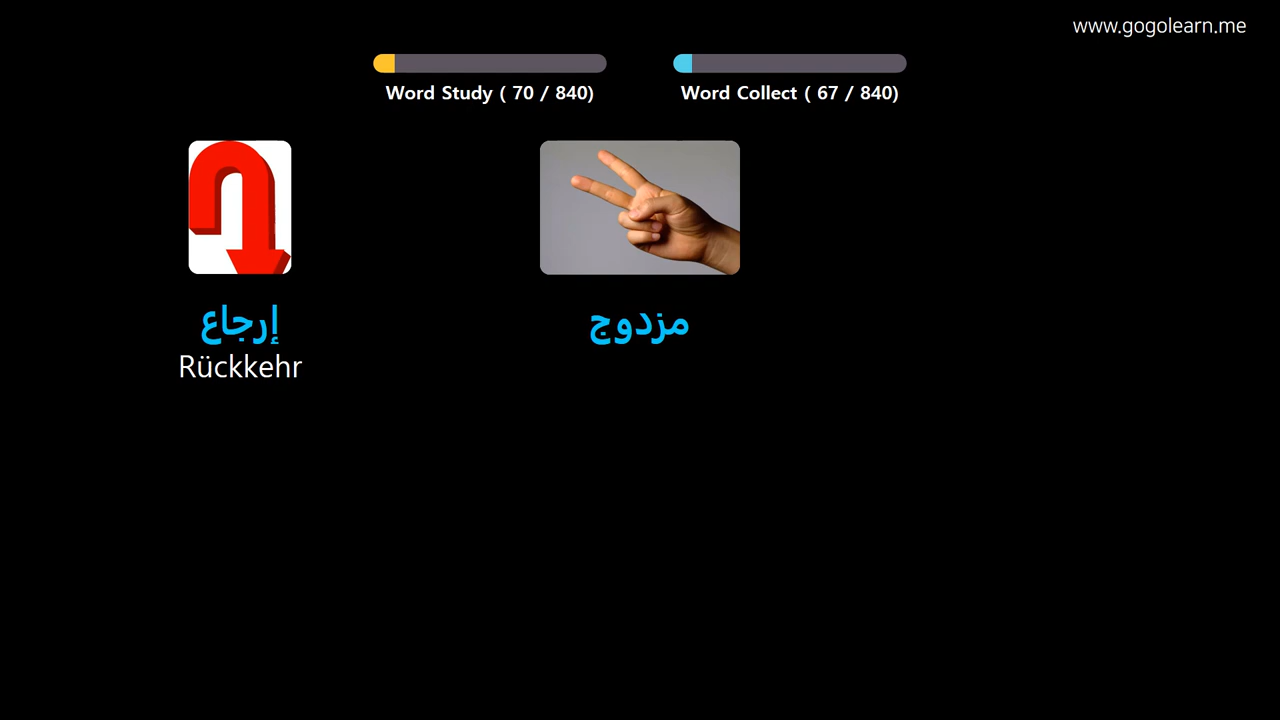 www.gogolearn.me
Word Study ( 70 / 840)
Word Collect ( 67 / 840)
إرجاع
Rückkehr
مزدوج